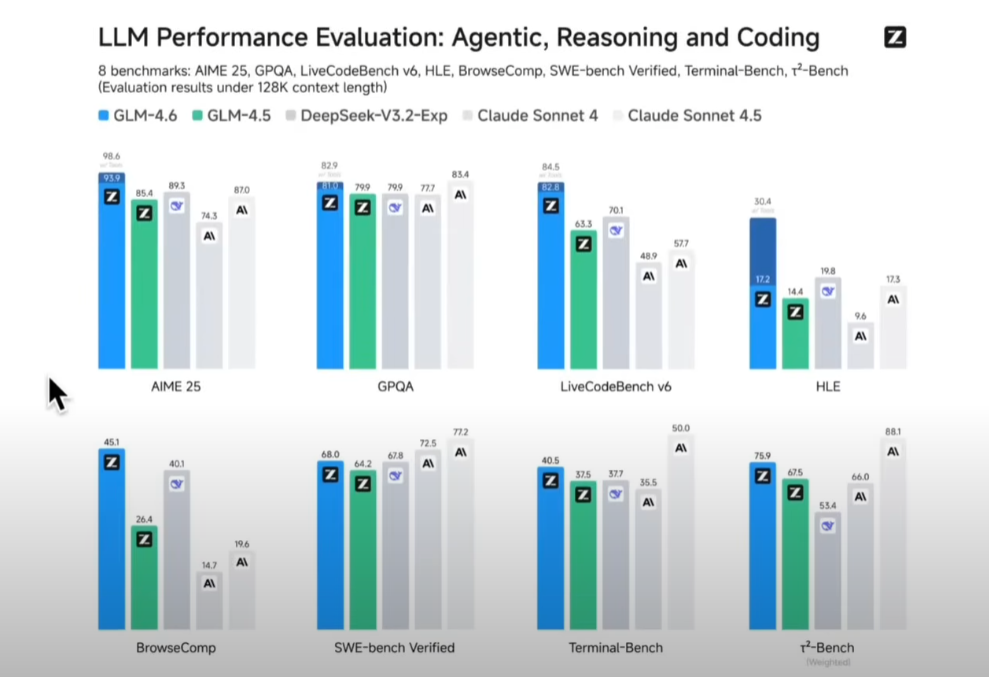 LLM Performance Evaluation: Agentic, Reasoning and Coding
Z
8 benchmarks: AIME 25, GPQA, LiveCodeBench v6, HLE, BrowseComp, SWE-bench Verified, Terminal-Bench, τ²-Bench
(Evaluation results under 128K context length)
GLM-4.6 GLM-4.5 DeepSeek-V3.2-Exp Claude Sonnet 4 Claude Sonnet 4.5
98.6
w/ Tools
93.9
85.4
89.3
74.3
87.0
AIME 25
82.9
w/ Tools
81.0
79.9
79.9
77.7
83.4
GPQA
84.5
w/ Tools
82.8
63.3
70.1
48.9
57.7
LiveCodeBench v6
30.4
w/ Tools
17.2
14.4
19.8
9.6
17.3
HLE
45.1
26.4
40.1
14.7
19.6
BrowseComp
68.0
64.2
67.8
72.5
77.2
SWE-bench Verified
40.5
37.5
37.7
35.5
50.0
Terminal-Bench
75.9
67.5
53.4
66.0
88.1
τ²-Bench
(Weighted)